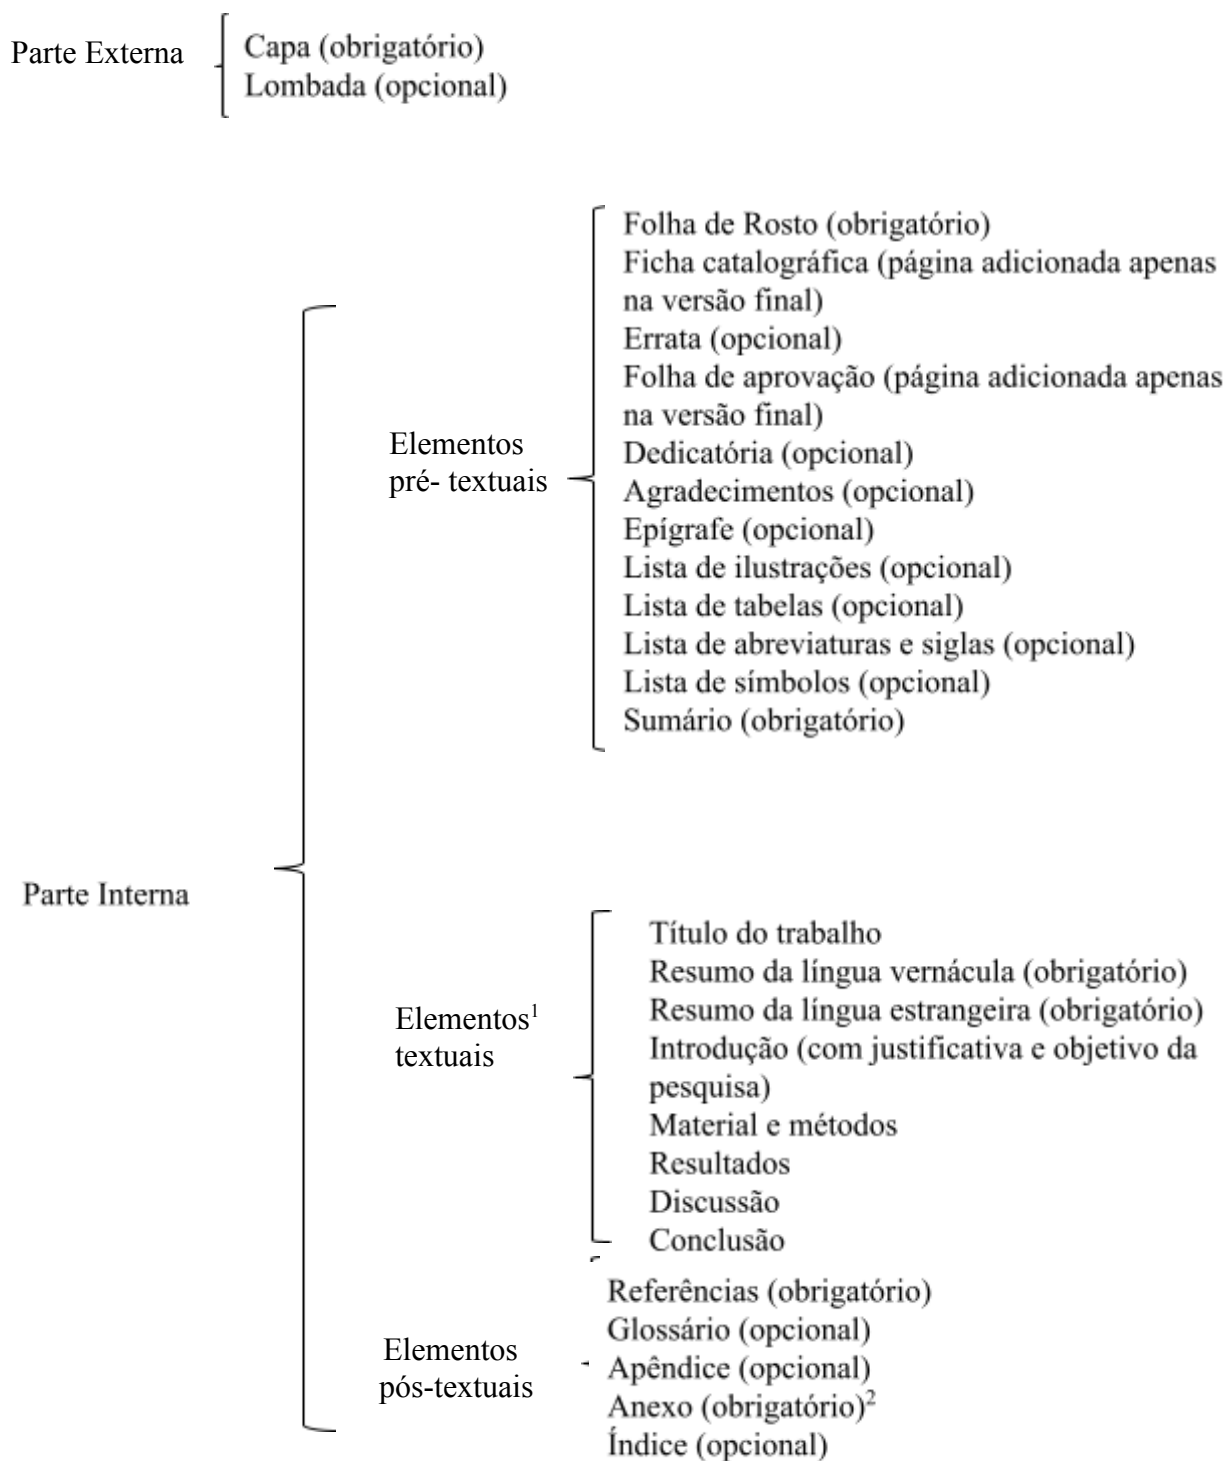 Parte Externa
Capa (obrigatório)
Lombada (opcional)
Parte Interna
Elementos
pré- textuais
Folha de Rosto (obrigatório)
Ficha catalográfica (página adicionada apenas
na versão final)
Errata (opcional)
Folha de aprovação (página adicionada apenas
na versão final)
Dedicatória (opcional)
Agradecimentos (opcional)
Epígrafe (opcional)
Lista de ilustrações (opcional)
Lista de tabelas (opcional)
Lista de abreviaturas e siglas (opcional)
Lista de símbolos (opcional)
Sumário (obrigatório)
Elementos¹
textuais
Título do trabalho
Resumo da língua vernácula (obrigatório)
Resumo da língua estrangeira (obrigatório)
Introdução (com justificativa e objetivo da
pesquisa)
Material e métodos
Resultados
Discussão
Conclusão
Elementos
pós-textuais
Referências (obrigatório)
Glossário (opcional)
Apêndice (opcional)
Anexo (obrigatório)²
Índice (opcional)